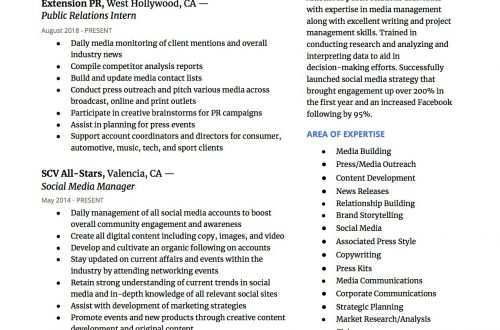 Extension PR, West Hollywood, CA —
Public Relations Intern
August 2018 - PRESENT
● Daily media monitoring of client mentions and overall
industry news
● Compile competitor analysis reports
● Build and update media contact lists
● Conduct press outreach and pitch various media across
broadcast, online and print outlets
● Participate in creative brainstorms for PR campaigns
● Assist in planning for press events
● Support account coordinators and directors for consumer,
automotive, music, tech, and sport clients
SCV All-Stars, Valencia, CA —
Social Media Manager
May 2014 - PRESENT
● Daily management of all social media accounts to boost
overall community engagement and awareness
● Create all digital content including copy, images, and video
● Develop and cultivate an organic following on accounts
● Stay updated on current affairs and events within the
industry by attending networking events
● Retain strong understanding of current trends in social
media and in-depth knowledge of all relevant social sites
● Assist with development of marketing strategies
● Promote events and new products through creative content
development and original content
with expertise in media management
along with excellent writing and project
management skills. Trained in
conducting research and analyzing and
interpreting data to aid in
decision-making efforts. Successfully
launched social media strategy that
brought engagement up over 200% in
the first year and an increased Facebook
following by 95%.
AREA OF EXPERTISE
● Media Building
● Press/Media Outreach
● Content Development
● News Releases
● Relationship Building
● Brand Storytelling
● Social Media
● Associated Press Style
● Copywriting
● Press Kits
● Media Communications
● Corporate Communications
● Strategic Planning
● Market Research/Analysis